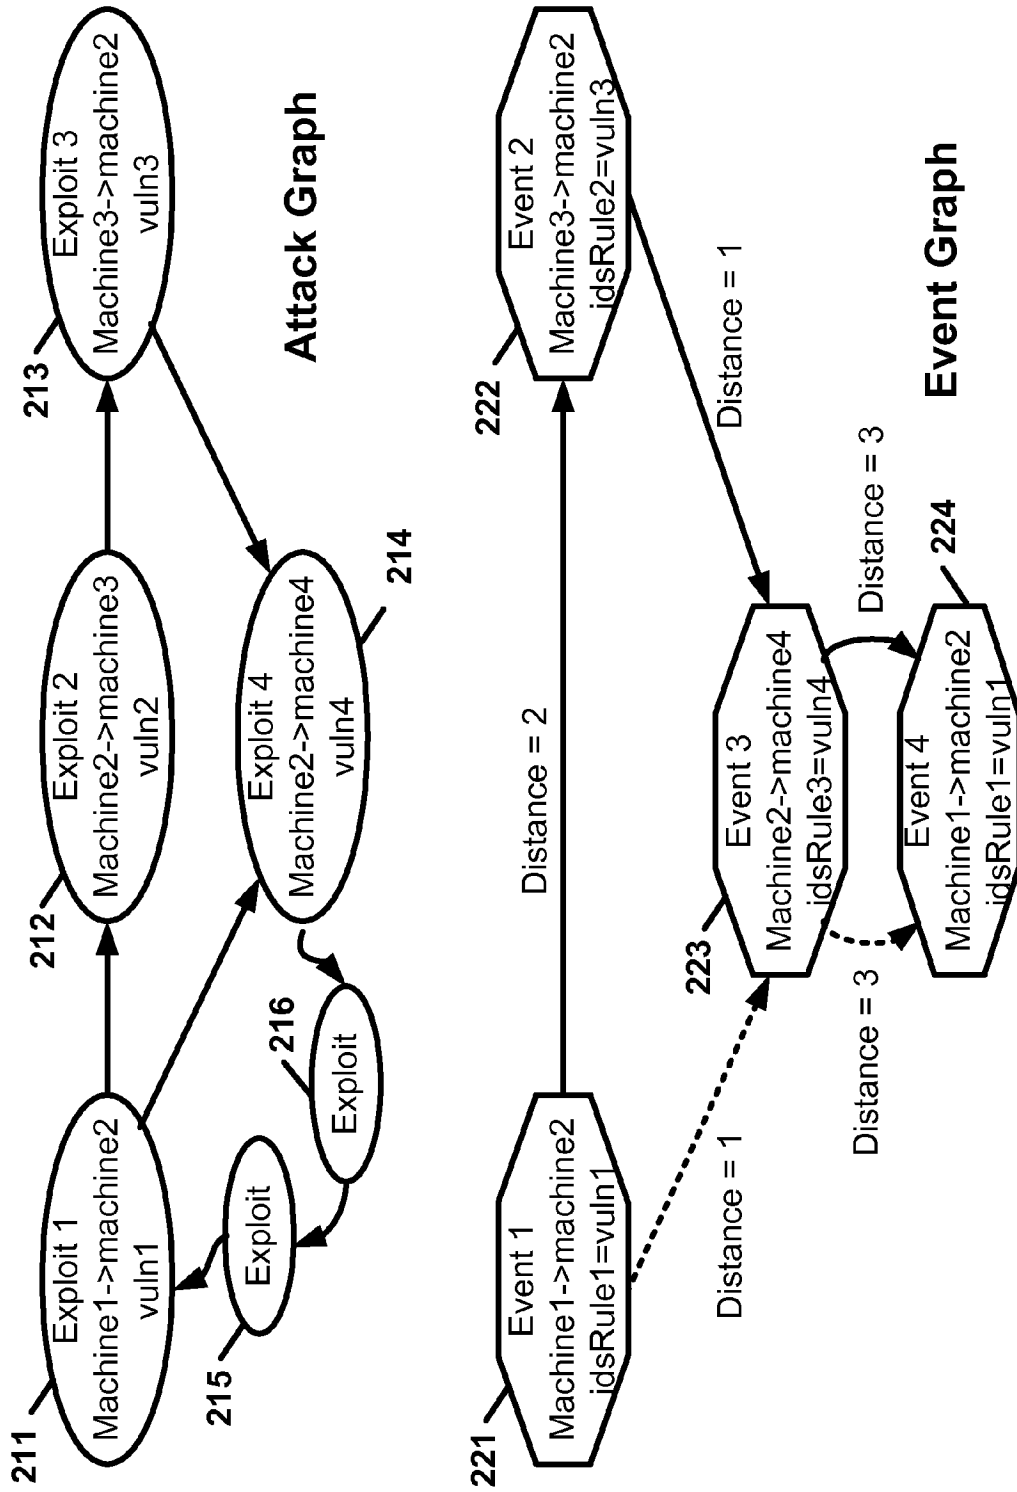 211
Exploit 1
Machine1->machine2
vuln1
212
Exploit 2
Machine2->machine3
vuln2
213
Exploit 3
Machine3->machine2
vuln3
215
Exploit
216
Exploit
Exploit 4
Machine2->machine4
vuln4
214
Attack Graph
221
Event 1
Machine1->machine2
idsRule1=vuln1
Distance = 2
222
Event 2
Machine3->machine2
idsRule2=vuln3
Distance = 1
223
Event 3
Machine2->machine4
idsRule3=vuln4
Distance = 1
Distance = 3
Distance = 3
Event 4
Machine1->machine2
idsRule1=vuln1
224
Event Graph